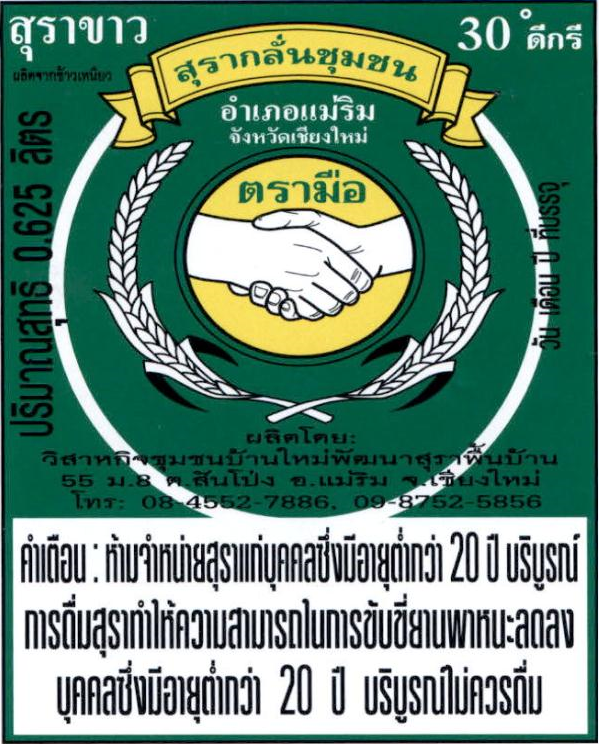 สุราขาว
30 ํ ดีกรี
ผลิตจากข้าวเหนียว
สุรากลั่นชุมชน
อำเภอแม่ริม
จังหวัดเชียงใหม่
ตรามือ
ปริมาณสุทธิ 0.625 ลิตร
วัน เดือน ปี ที่บรรจุ
ผลิตโดย:
วิสาหกิจชุมชนบ้านใหม่พัฒนาสุราพื้นบ้าน
55 ม.8 ต.สันโป่ง อ.แม่ริม จ.เชียงใหม่
โทร: 08-4552-7886, 09-8752-5856
คำเตือน : ห้ามจำหน่ายสุราแก่บุคคลซึ่งมีอายุต่ำกว่า 20 ปี บริบูรณ์
การดื่มสุราทำให้ความสามารถในการขับขี่ยานพาหนะลดลง
บุคคลซึ่งมีอายุต่ำกว่า 20 ปี บริบูรณ์ไม่ควรดื่ม